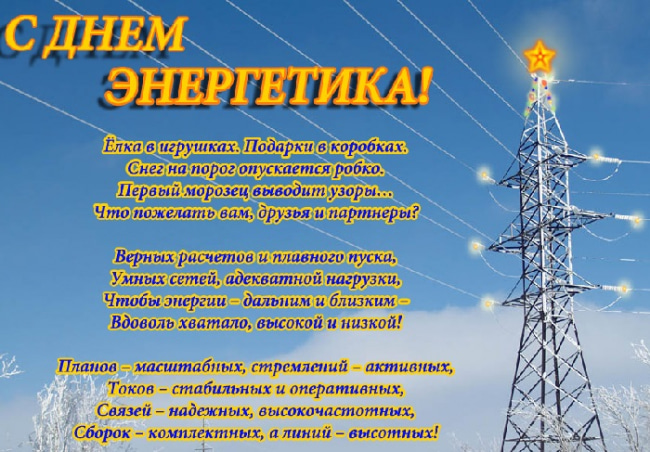 С ДНЕМ
ЭНЕРГЕТИКА!
Ёлка в игрушках. Подарки в коробках.
Снег на порог опускается робко.
Первый морозец выводит узоры...
Что пожелать вам, друзья и партнеры?
Верных расчетов и плавного пуска,
Умных сетей, адекватной нагрузки,
Чтобы энергии – дальним и близким –
Вдоволь хватало, высокой и низкой!
Планов – масштабных, стремлений – активных,
Токов – стабильных и оперативных,
Связей – надежных, высокочастотных,
Сборок – комплектных, а линий – высотных!